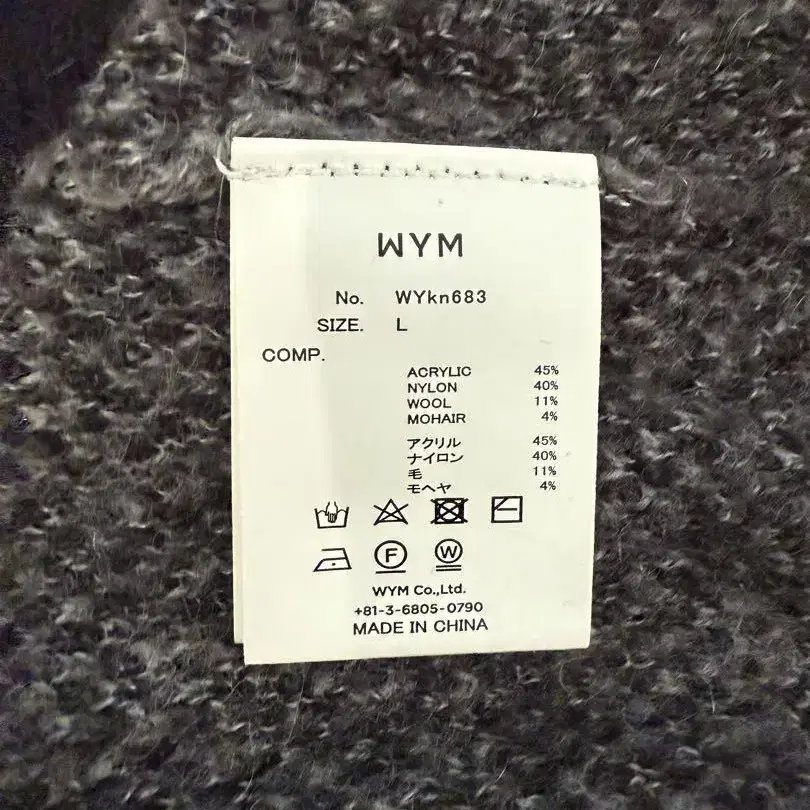 WYM
No. WYkn683
SIZE. L
COMP.
ACRYLIC 45%
NYLON 40%
WOOL 11%
MOHAIR 4%
アクリル 45%
ナイロン 40%
毛 11%
モヘヤ 4%
F W
WYM Co.,Ltd.
+81-3-6805-0790
MADE IN CHINA